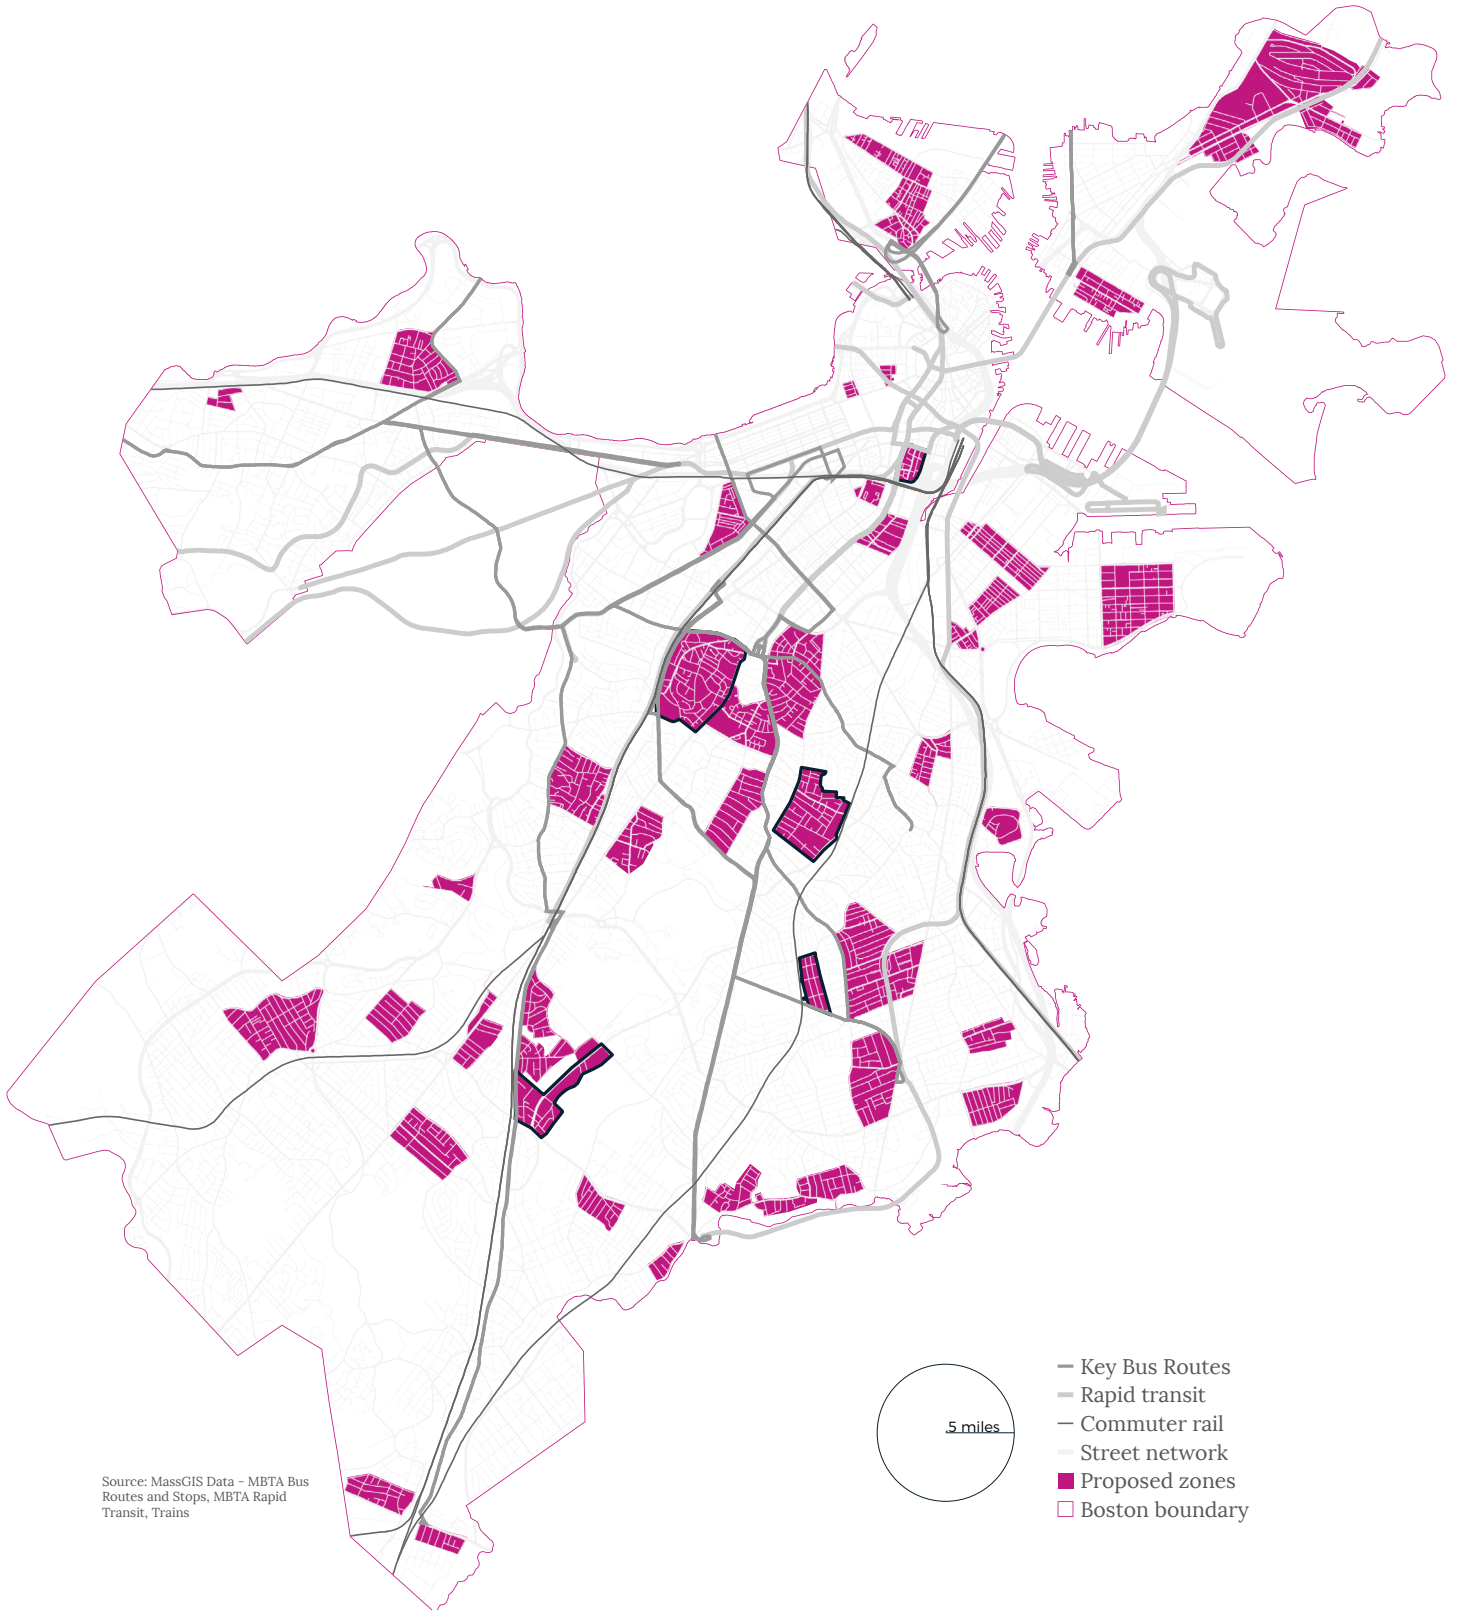 .5 miles
Key Bus Routes
Rapid transit
Commuter rail
Street network
Proposed zones
Boston boundary
Source: MassGIS Data - MBTA Bus
Routes and Stops, MBTA Rapid
Transit, Trains